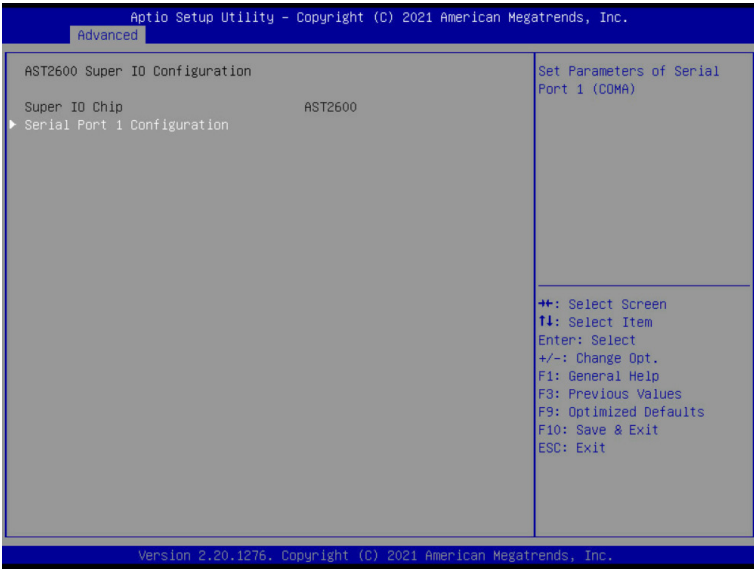 Aptio Setup Utility – Copyright (C) 2021 American Megatrends, Inc.
Advanced
AST2600 Super IO Configuration
Super IO Chip AST2600
▶ Serial Port 1 Configuration
Set Parameters of Serial
Port 1 (COMA)
→←: Select Screen
↑↓: Select Item
Enter: Select
+/-: Change Opt.
F1: General Help
F3: Previous Values
F9: Optimized Defaults
F10: Save & Exit
ESC: Exit
Version 2.20.1276. Copyright (C) 2021 American Megatrends, Inc.